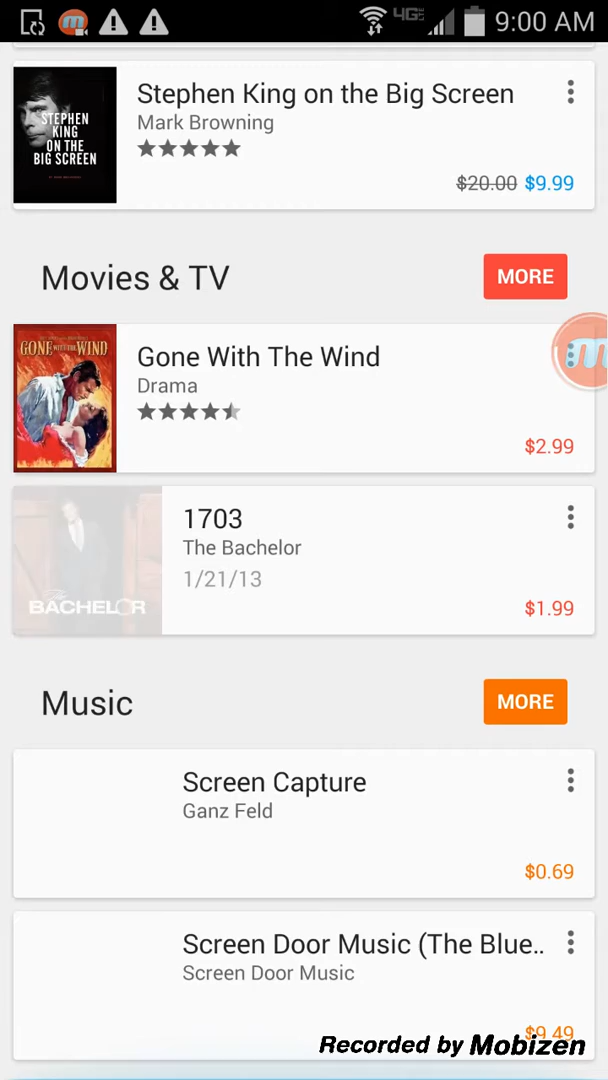 4G
9:00 AM
STEPHEN
KING
ON THE
BIG SCREEN
Stephen King on the Big Screen
Mark Browning
$20.00 $9.99
Movies & TV
MORE
GONE WITH THE WIND
Gone With The Wind
Drama
m
$2.99
1703
The Bachelor
1/21/13
The
BACHELOR
$1.99
Music
MORE
Screen Capture
Ganz Feld
$0.69
Screen Door Music (The Blue..
Screen Door Music
$9.49
Recorded by Mobizen